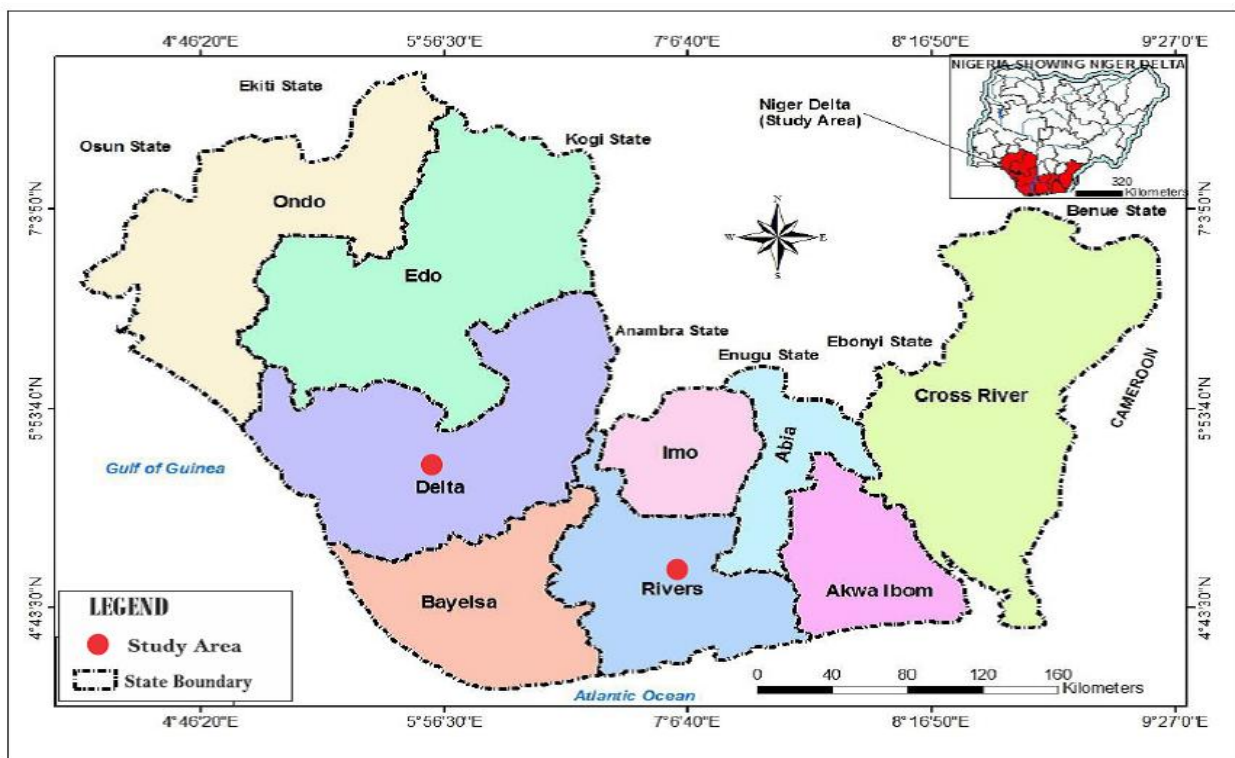 4°46'20"E
5°56'30"E
7°6'40"E
8°16'50"E
9°27'0"E
NIGERIA SHOWING NIGER DELTA
Ekiti State
Niger Delta
(Study Area)
Osun State
Kogi State
320
Kilometers
7°3'50"N
7°3'50"N
Ondo
Benue State
N
W
E
S
Edo
Anambra State
Enugu State
Ebonyi State
CAMEROON
5°53'40"N
5°53'40"N
Cross River
Imo
Abia
Gulf of Guinea
Delta
Rivers
Akwa Ibom
Bayelsa
4°43'30"N
4°43'30"N
LEGEND
Study Area
State Boundary
Atlantic Ocean
0 40 80 120 160
Kilometers
4°46'20"E
5°56'30"E
7°6'40"E
8°16'50"E
9°27'0"E